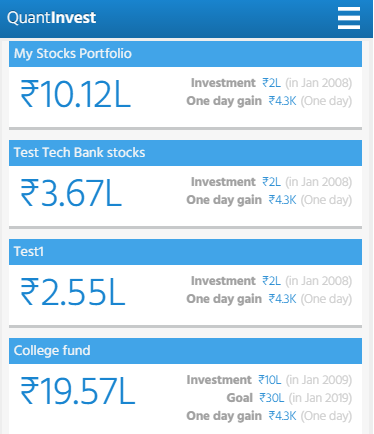 QuantInvest
My Stocks Portfolio
₹10.12L
Investment ₹2L (in Jan 2008)
One day gain ₹4.3K (One day)
Test Tech Bank stocks
₹3.67L
Investment ₹2L (in Jan 2008)
One day gain ₹4.3K (One day)
Test1
₹2.55L
Investment ₹2L (in Jan 2008)
One day gain ₹4.3K (One day)
College fund
₹19.57L
Investment ₹10L (in Jan 2009)
Goal ₹30L (in Jan 2019)
One day gain ₹4.3K (One day)